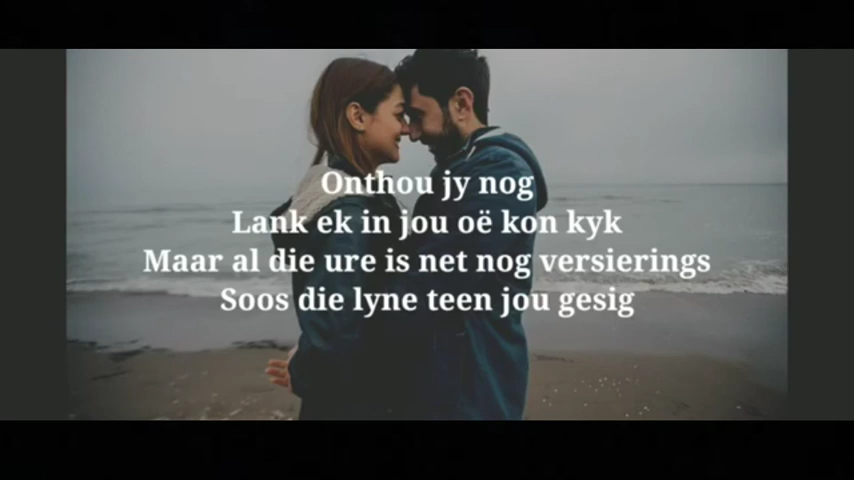 Onthou jy nog
Lank ek in jou oë kon kyk
Maar al die ure is net nog versierings
Soos die lyne teen jou gesig